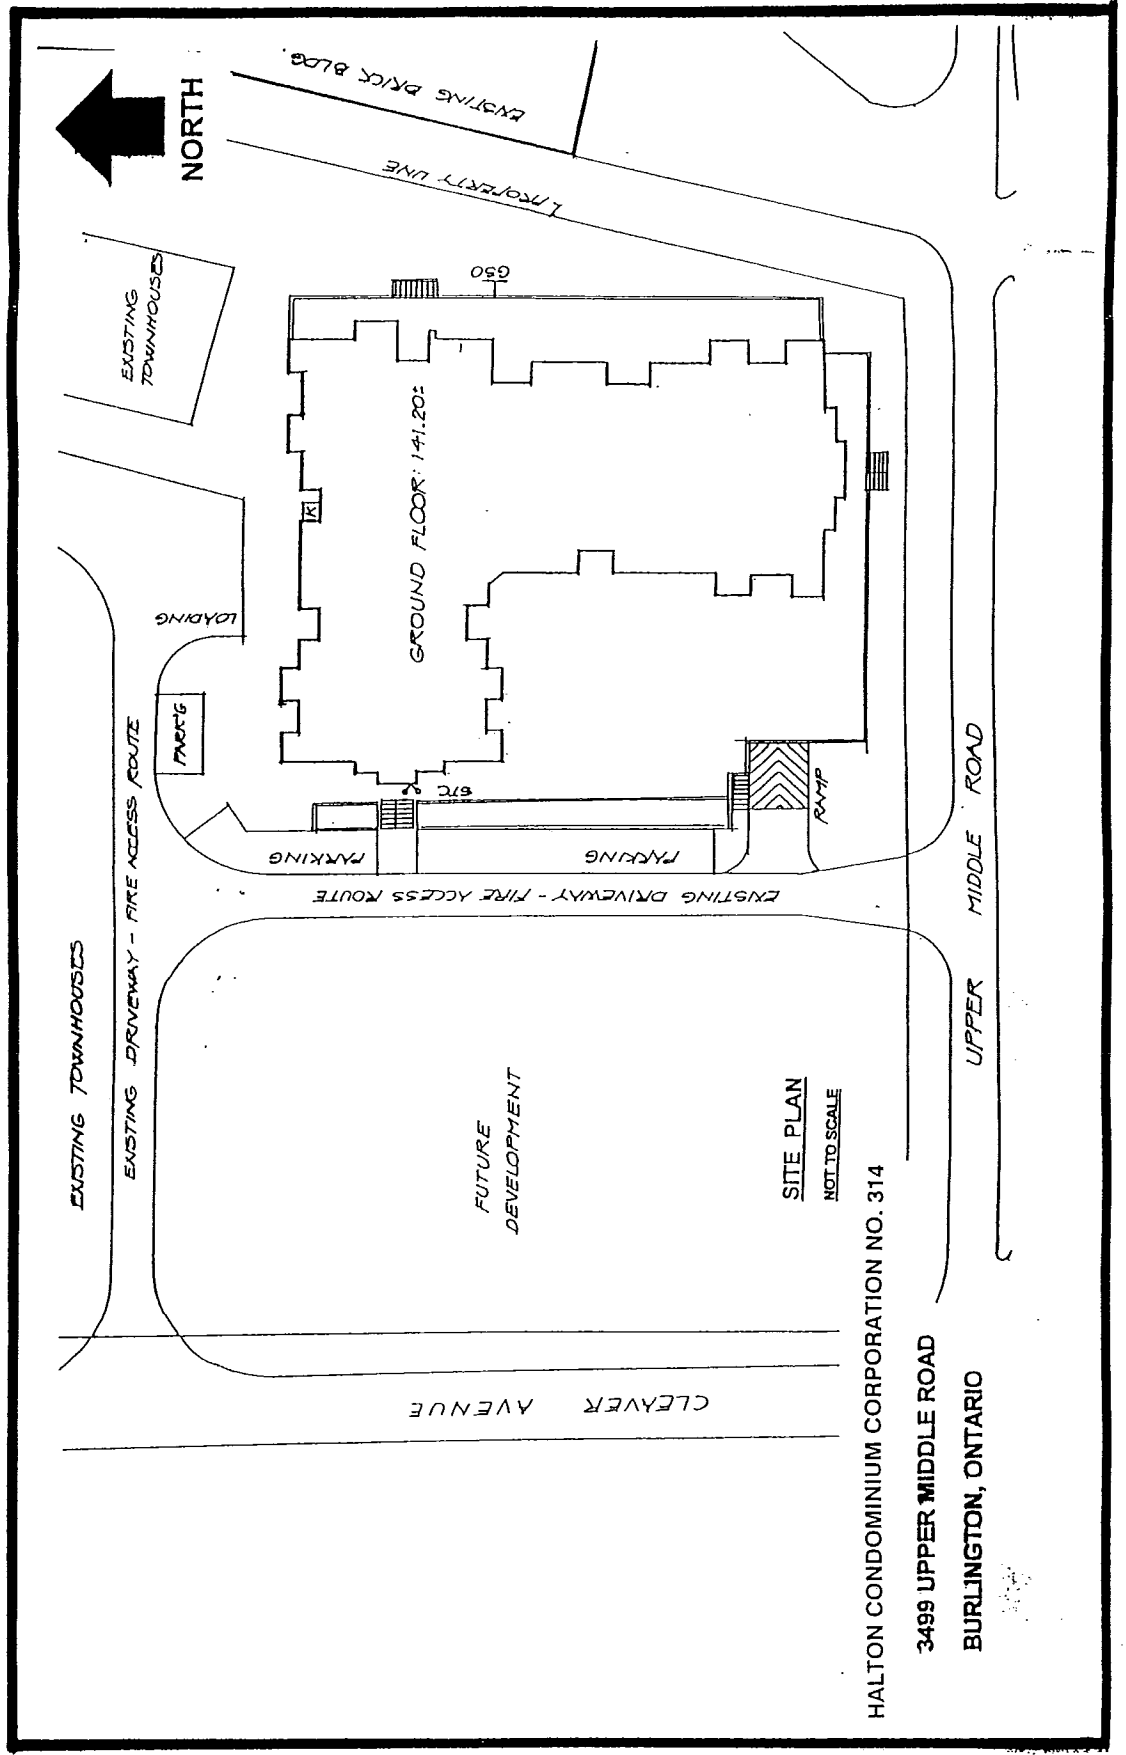 NORTH
EXISTING BRICK BLDG.
PROPERTY LINE
EXISTING
TOWNHOUSES
G50
GROUND FLOOR: 141.20±
K
LOADING
PARK'G
EXISTING TOWNHOUSES
EXISTING DRIVEWAY - FIRE ACCESS ROUTE
PARKING
PARKING
EXISTING DRIVEWAY - FIRE ACCESS ROUTE
RAMP
UPPER MIDDLE ROAD
FUTURE
DEVELOPMENT
CLEAVER AVENUE
SITE PLAN
NOT TO SCALE
HALTON CONDOMINIUM CORPORATION NO. 314
3499 UPPER MIDDLE ROAD
BURLINGTON, ONTARIO